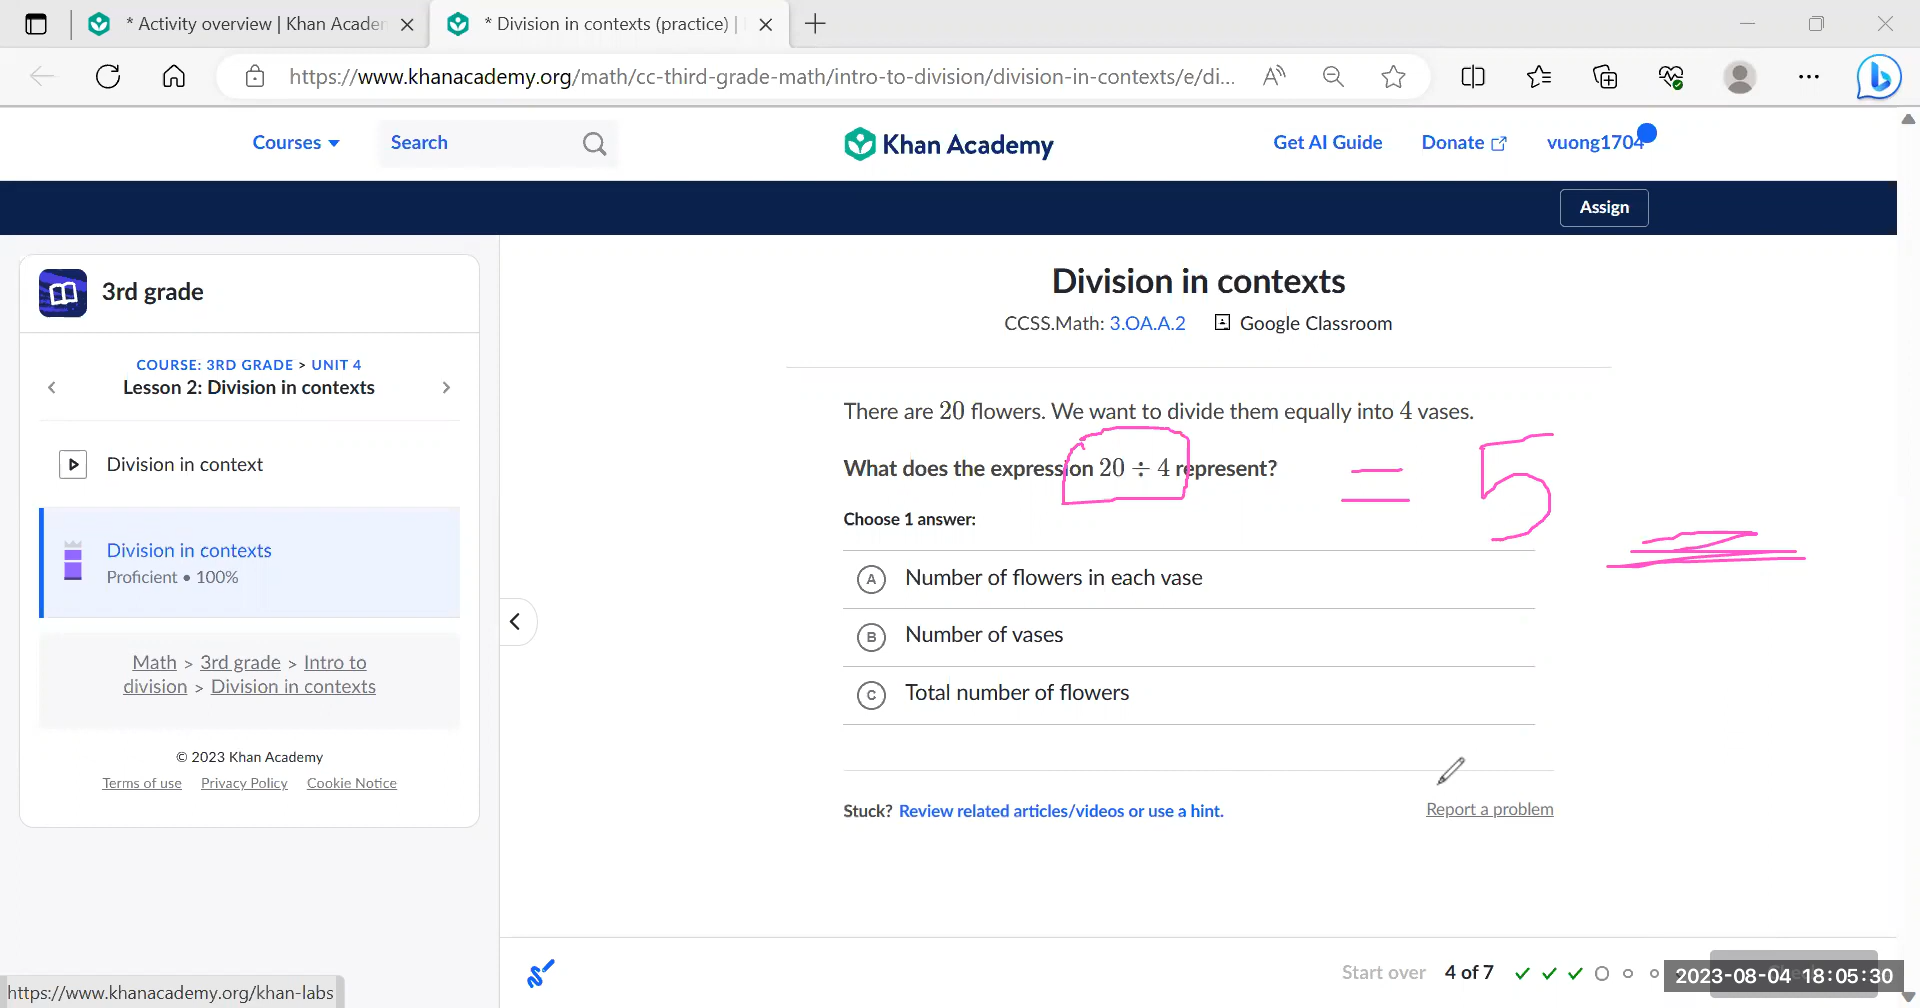 * Activity overview | Khan Acade
* Division in contexts (practice) |
https://www.khanacademy.org/math/cc-third-grade-math/intro-to-division/division-in-contexts/e/di...
Courses
Search
Khan Academy
Get AI Guide
Donate
vuong1704
Assign
3rd grade
COURSE: 3RD GRADE > UNIT 4
Lesson 2: Division in contexts
Division in context
Division in contexts
Proficient • 100%
Math > 3rd grade > Intro to
division > Division in contexts
© 2023 Khan Academy
Terms of use Privacy Policy Cookie Notice
Division in contexts
CCSS.Math: 3.OA.A.2 Google Classroom
There are 20 flowers. We want to divide them equally into 4 vases.
What does the expression 20 ÷ 4 represent? = 5
Choose 1 answer:
A Number of flowers in each vase
B Number of vases
C Total number of flowers
Stuck? Review related articles/videos or use a hint.
Report a problem
Start over 4 of 7
2023-08-04 18:05:30
https://www.khanacademy.org/khan-labs